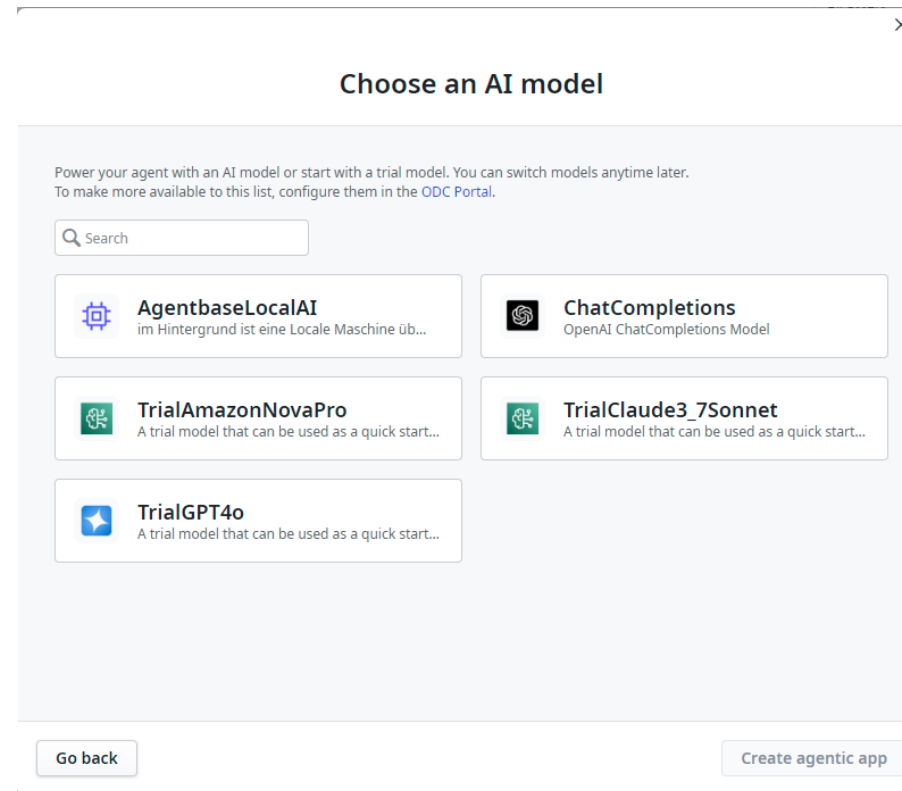 Choose an AI model
Power your agent with an AI model or start with a trial model. You can switch models anytime later.
To make more available to this list, configure them in the ODC Portal.
Search
AgentbaseLocalAI
im Hintergrund ist eine Locale Maschine üb...
ChatCompletions
OpenAI ChatCompletions Model
TrialAmazonNovaPro
A trial model that can be used as a quick start...
TrialClaude3_7Sonnet
A trial model that can be used as a quick start...
TrialGPT4o
A trial model that can be used as a quick start...
Go back
Create agentic app